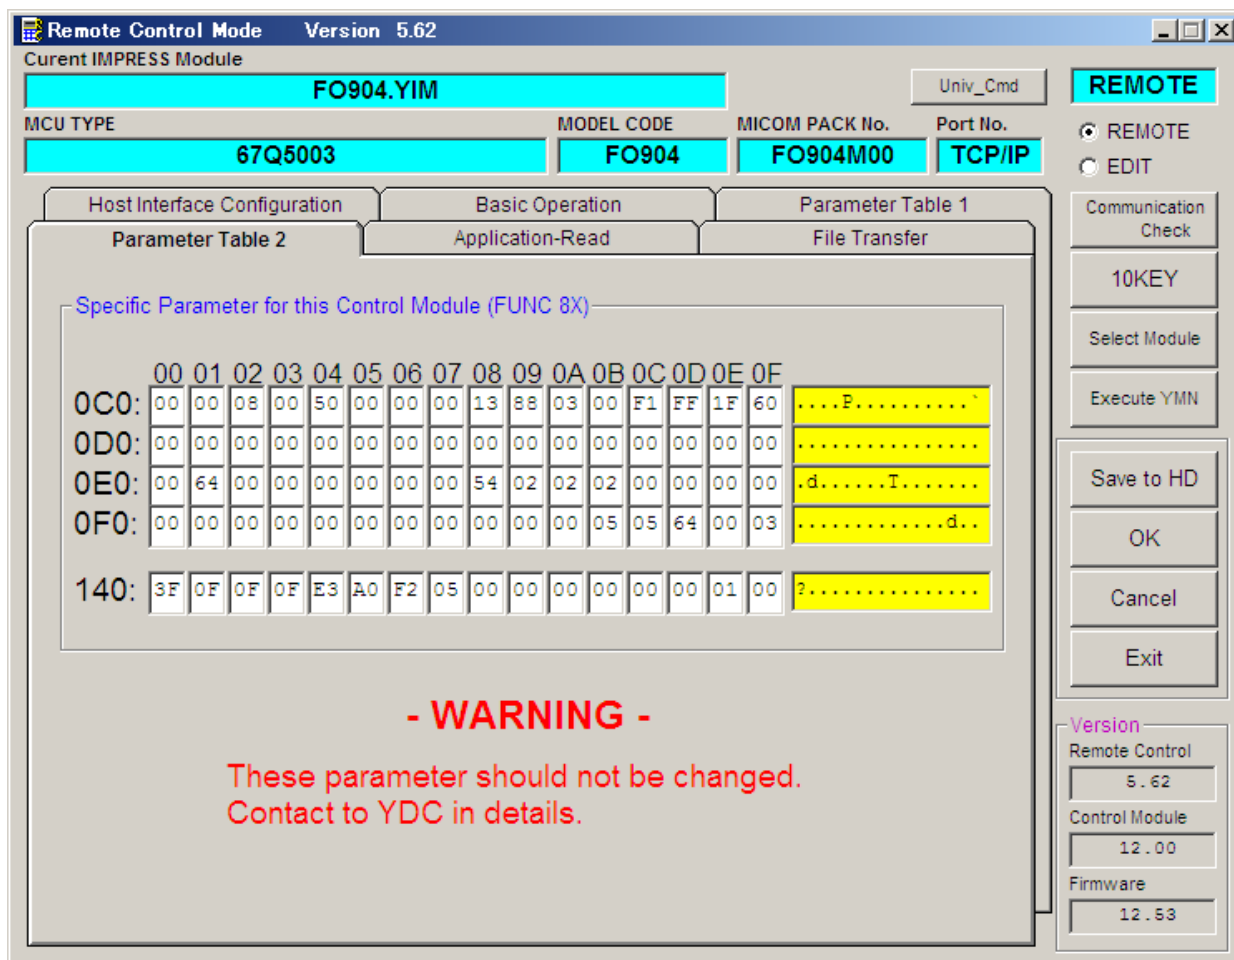 Remote Control Mode Version 5.62
Curent IMPRESS Module
FO904.YIM
Univ_Cmd
REMOTE
MCU TYPE MODEL CODE MICOM PACK No. Port No.
67Q5003 FO904 FO904M00 TCP/IP
REMOTE
EDIT
Host Interface Configuration Basic Operation Parameter Table 1
Parameter Table 2 Application-Read File Transfer
Communication
Check
10KEY
Select Module
Execute YMN
Save to HD
OK
Cancel
Exit
Specific Parameter for this Control Module (FUNC 8X)
00 01 02 03 04 05 06 07 08 09 0A 0B 0C 0D 0E 0F
0C0: 00 00 08 00 50 00 00 00 13 88 03 00 F1 FF 1F 60 ....P..........`
0D0: 00 00 00 00 00 00 00 00 00 00 00 00 00 00 00 00 ................
0E0: 00 64 00 00 00 00 00 00 54 02 02 02 00 00 00 00 .d......T.......
0F0: 00 00 00 00 00 00 00 00 00 00 00 05 05 64 00 03 .............d..
140: 3F 0F 0F 0F E3 A0 F2 05 00 00 00 00 00 00 01 00 ?...............
- WARNING -
These parameter should not be changed.
Contact to YDC in details.
Version
Remote Control
5.62
Control Module
12.00
Firmware
12.53